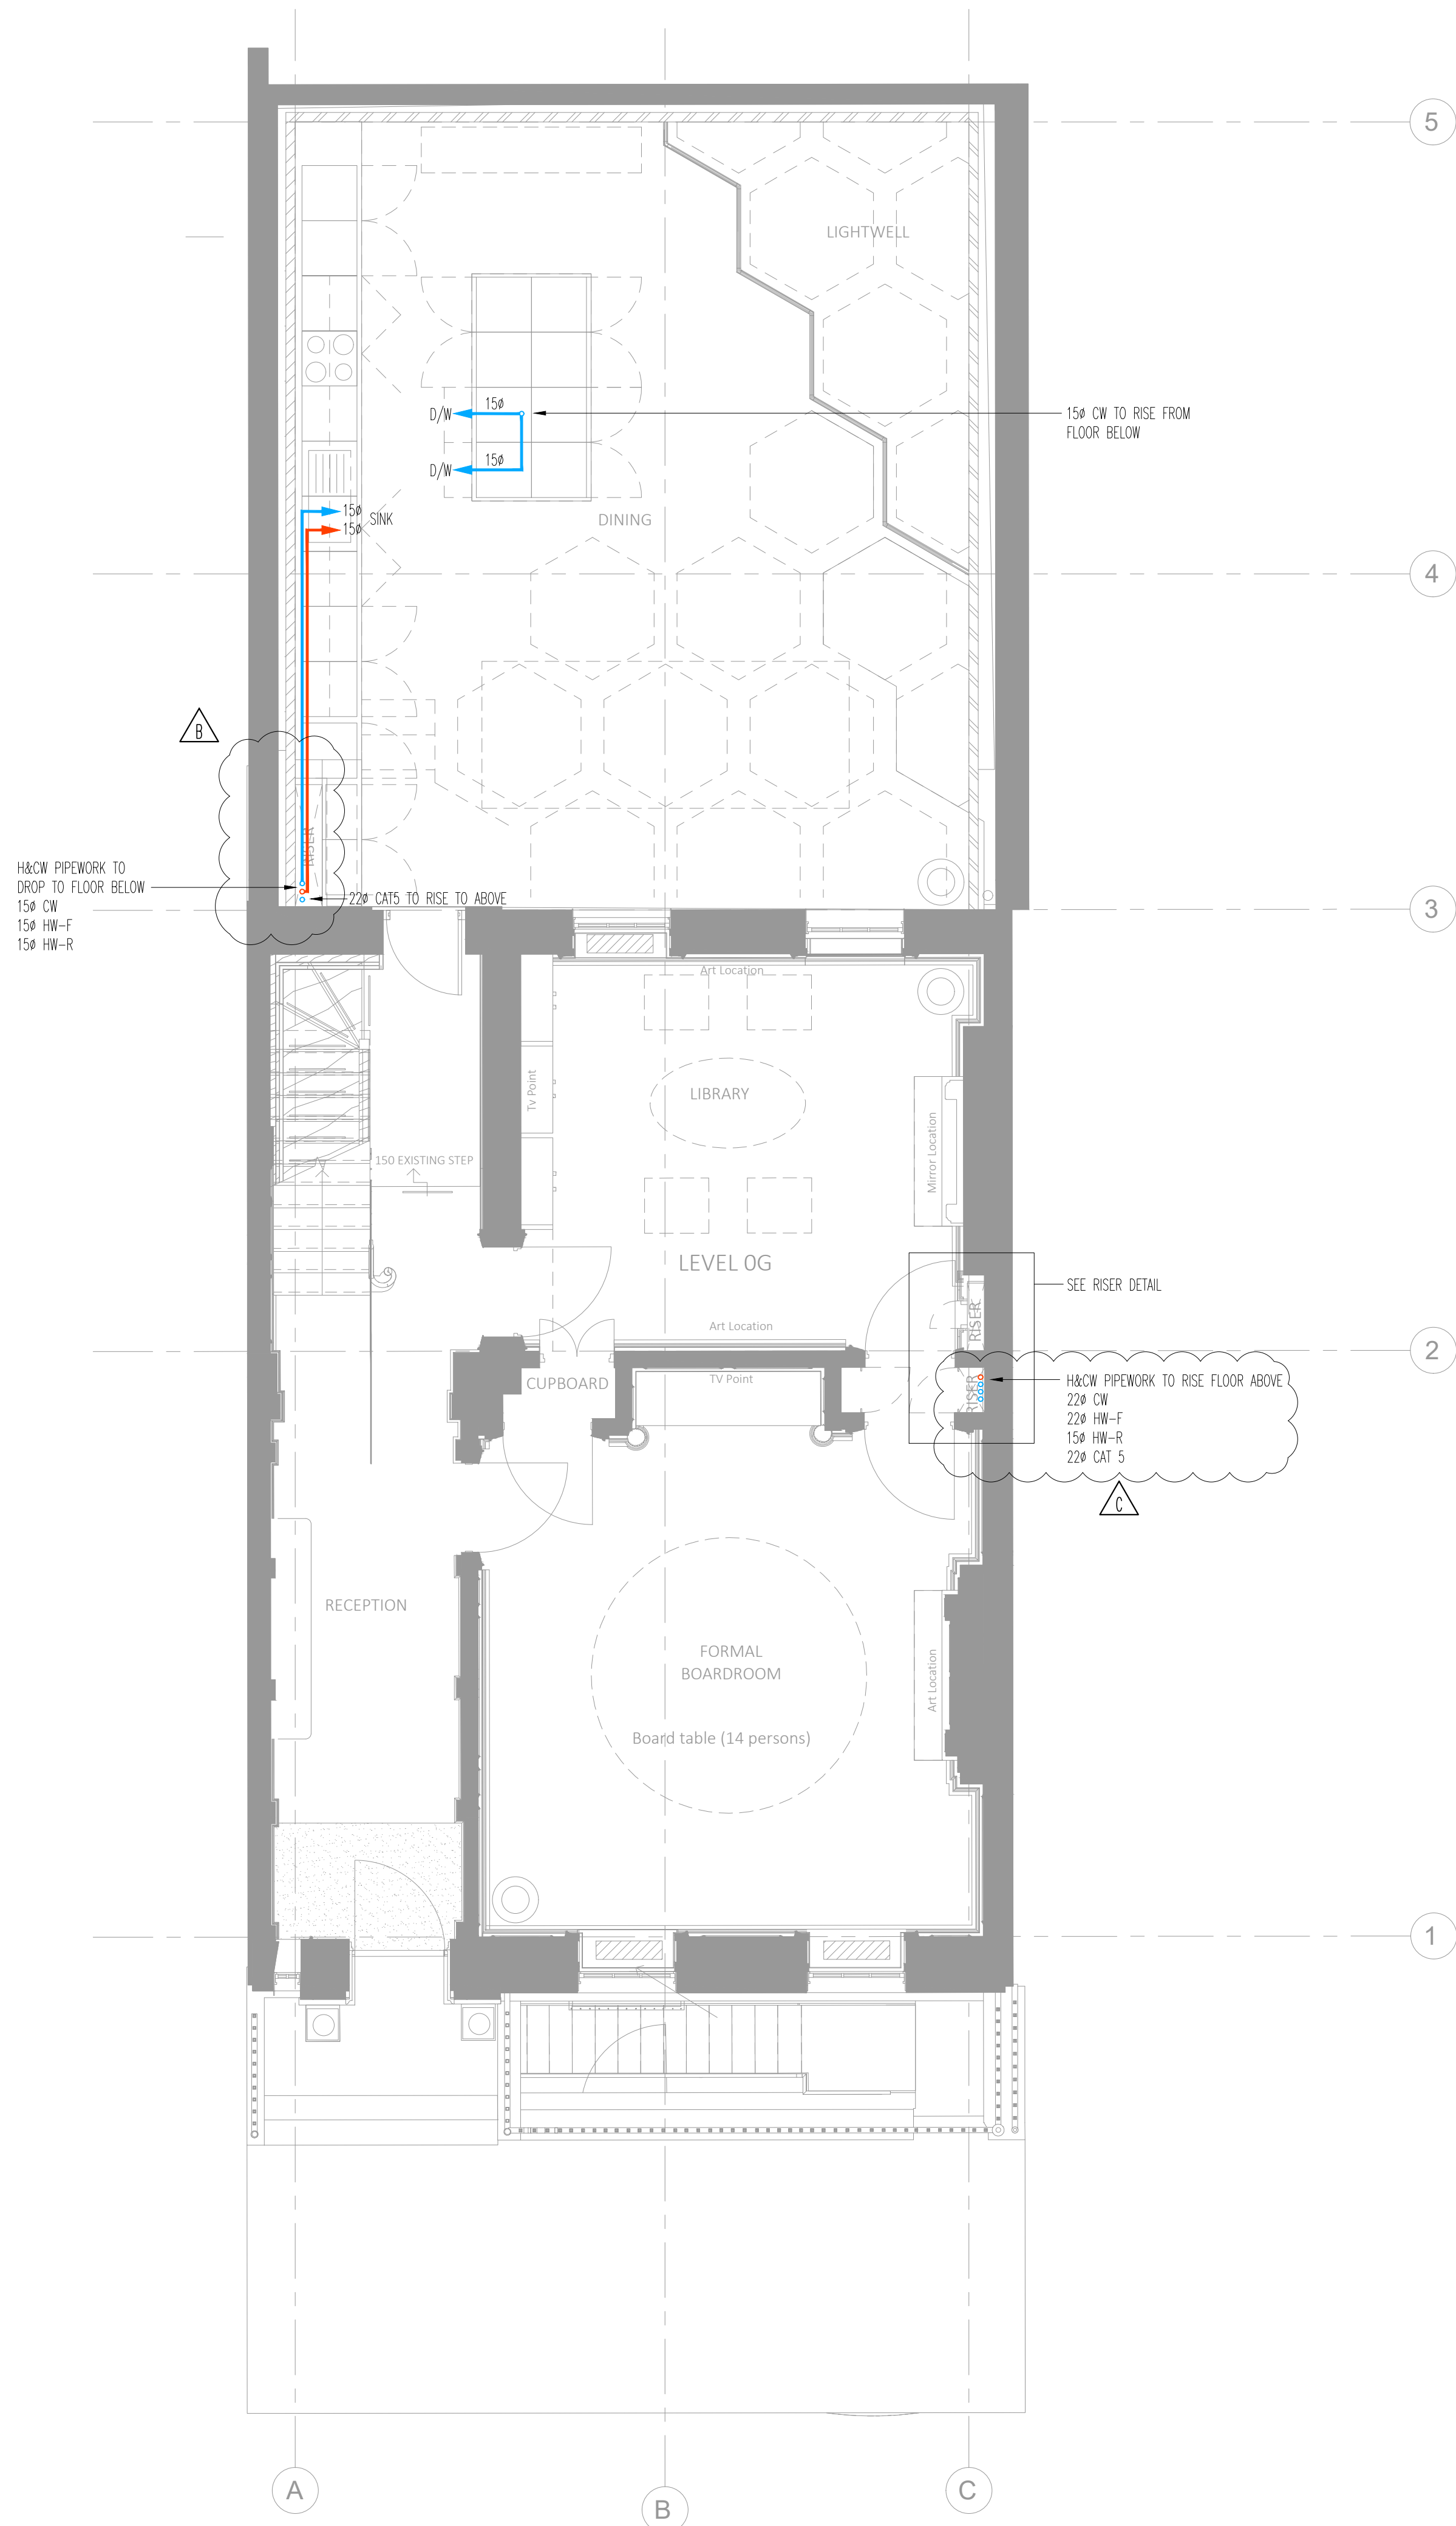 5
LIGHTWELL
15ø
D/W
15ø CW TO RISE FROM
FLOOR BELOW
15ø
D/W
15ø
SINK
15ø
DINING
4
B
RISER
H&CW PIPEWORK TO
DROP TO FLOOR BELOW
15ø CW
15ø HW-F
15ø HW-R
22ø CAT5 TO RISE TO ABOVE
3
Art Location
Tv Point
LIBRARY
Mirror Location
150 EXISTING STEP
LEVEL 0G
SEE RISER DETAIL
RISER
Art Location
2
CUPBOARD
TV Point
RISER
H&CW PIPEWORK TO RISE FLOOR ABOVE
22ø CW
22ø HW-F
15ø HW-R
22ø CAT 5
C
RECEPTION
FORMAL
BOARDROOM
Art Location
Board table (14 persons)
1
A
B
C